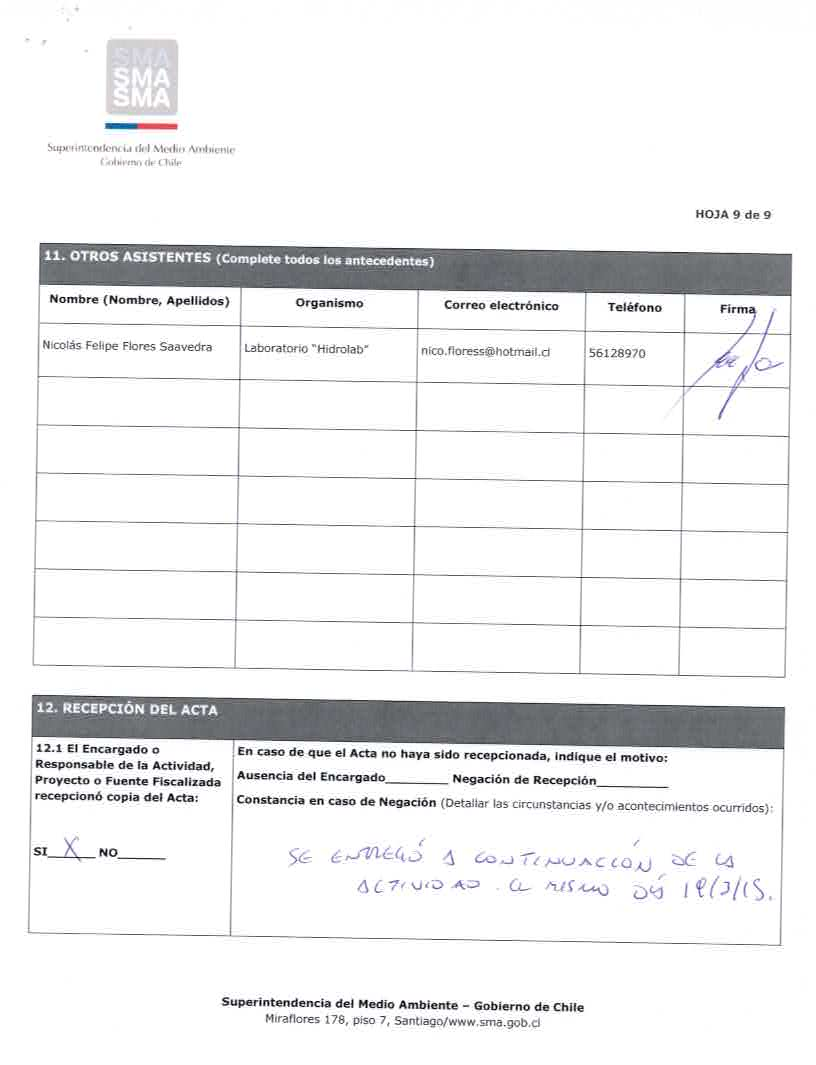 SMA
SMA
SMA
Superintendencia del Medio Ambiente
Gobierno de Chile
HOJA 9 de 9
11. OTROS ASISTENTES (Complete todos los antecedentes)
Nombre (Nombre, Apellidos) Organismo Correo electrónico Teléfono Firma
Nicolás Felipe Flores Saavedra Laboratorio "Hidrolab" nico.floress@hotmail.cl 56128970
12. RECEPCIÓN DEL ACTA
12.1 El Encargado o
Responsable de la Actividad,
Proyecto o Fuente Fiscalizada
recepcionó copia del Acta:
SI__X__ NO______
En caso de que el Acta no haya sido recepcionada, indique el motivo:
Ausencia del Encargado________ Negación de Recepción_________
Constancia en caso de Negación (Detallar las circunstancias y/o acontecimientos ocurridos):
SE ENTREGÓ A CONTINUACIÓN DE LA
ACTIVIDAD. EL MISMO DÍA
Superintendencia del Medio Ambiente – Gobierno de Chile
Miraflores 178, piso 7, Santiago/www.sma.gob.cl